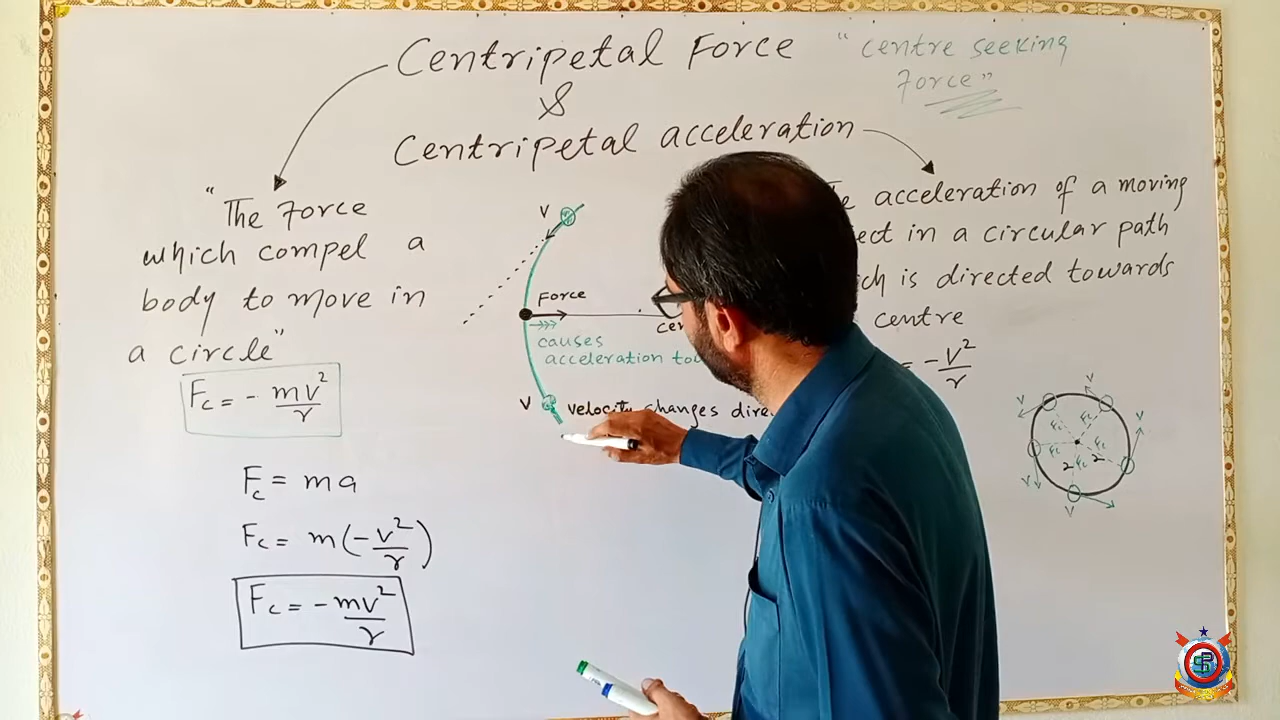 Centripetal Force
"centre seeking
Force"
&
Centripetal acceleration
"The Force
which compel a
body to move in
a circle"
Fc = - mv²/r
Fc = ma
Fc = m(-v²/r)
Fc = - mv²/r
V
Force
causes
acceleration
V
velocity changes
acceleration of a moving
in a circular path
is directed towards
centre
= - v²/r
V
V
V
Fc
Fc
Fc
Fc
V
2
Fc
2
V